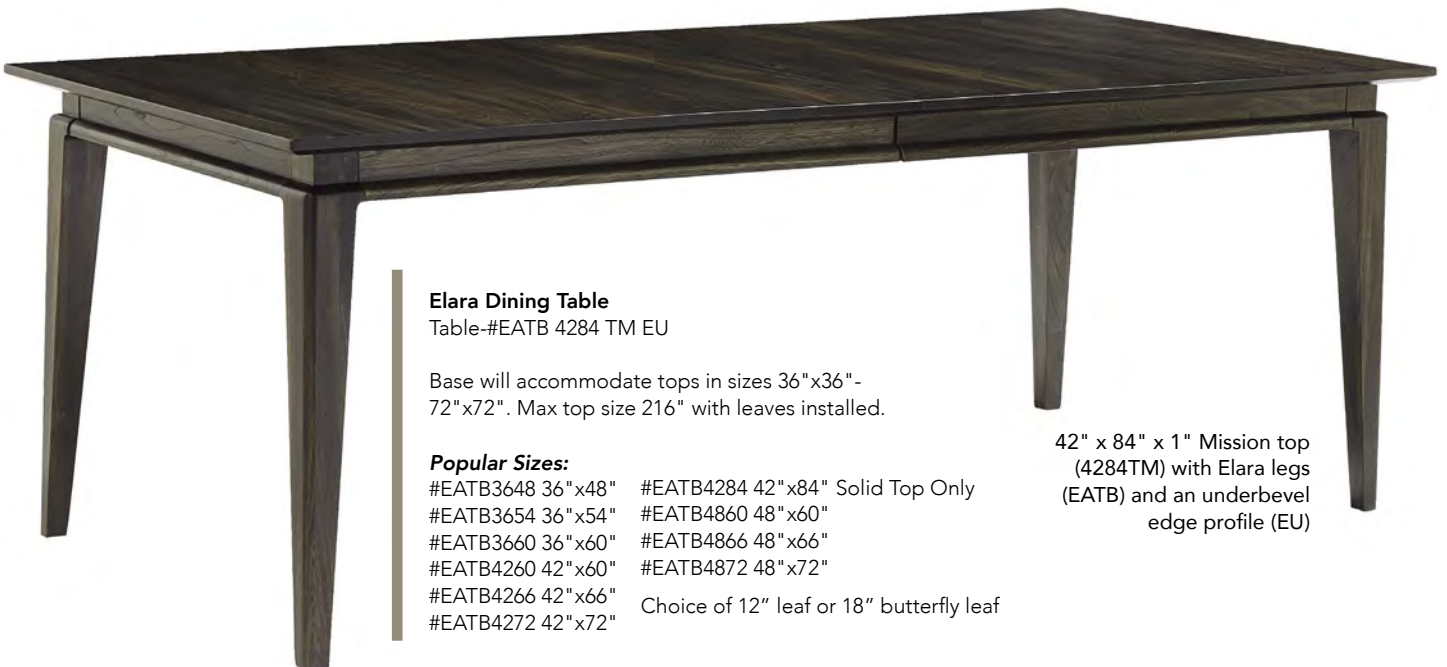 Elara Dining Table
Table-#EATB 4284 TM EU
Base will accommodate tops in sizes 36"x36"-
72"x72". Max top size 216" with leaves installed.
Popular Sizes:
#EATB3648 36"x48"
#EATB3654 36"x54"
#EATB3660 36"x60"
#EATB4260 42"x60"
#EATB4266 42"x66"
#EATB4272 42"x72"
#EATB4284 42"x84" Solid Top Only
#EATB4860 48"x60"
#EATB4866 48"x66"
#EATB4872 48"x72"
Choice of 12” leaf or 18” butterfly leaf
42" x 84" x 1" Mission top
(4284TM) with Elara legs
(EATB) and an underbevel
edge profile (EU)